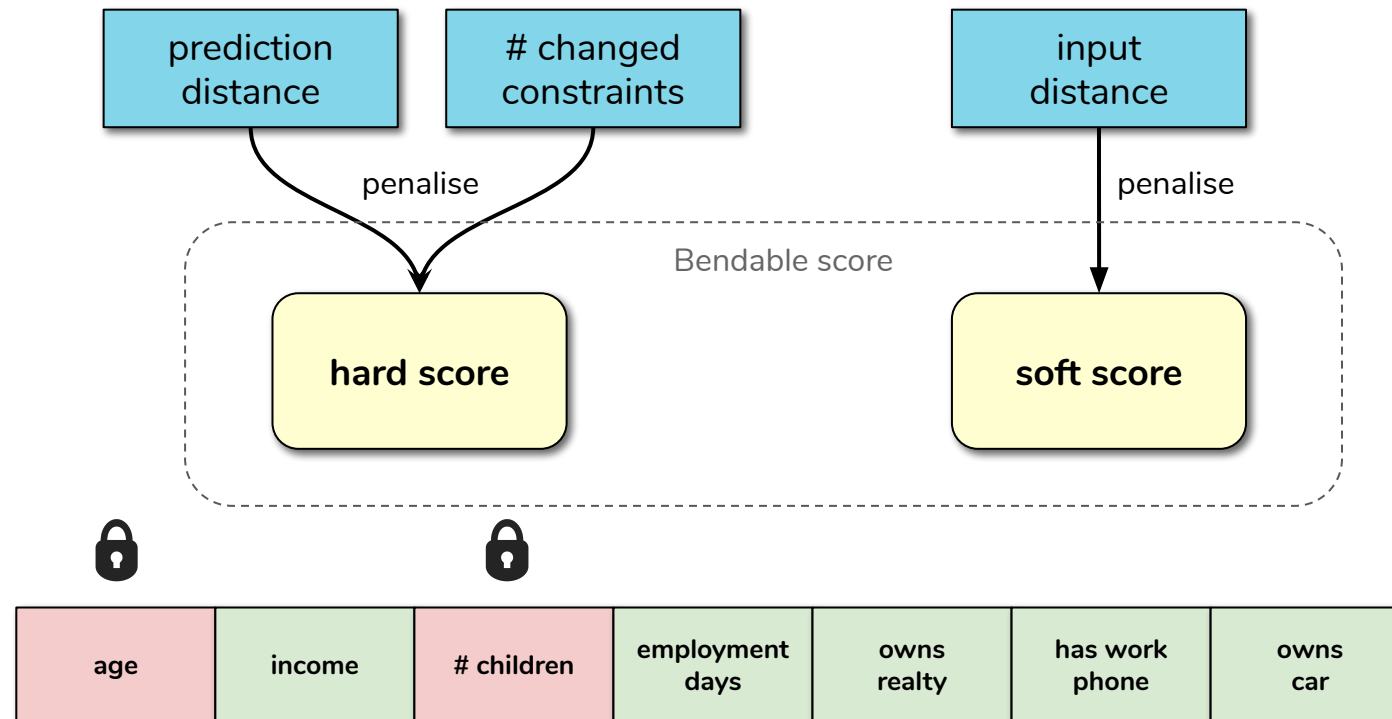 prediction
distance
# changed
constraints
input
distance
penalise
penalise
Bendable score
hard score
soft score
age
income
# children
employment
days
owns
realty
has work
phone
owns
car